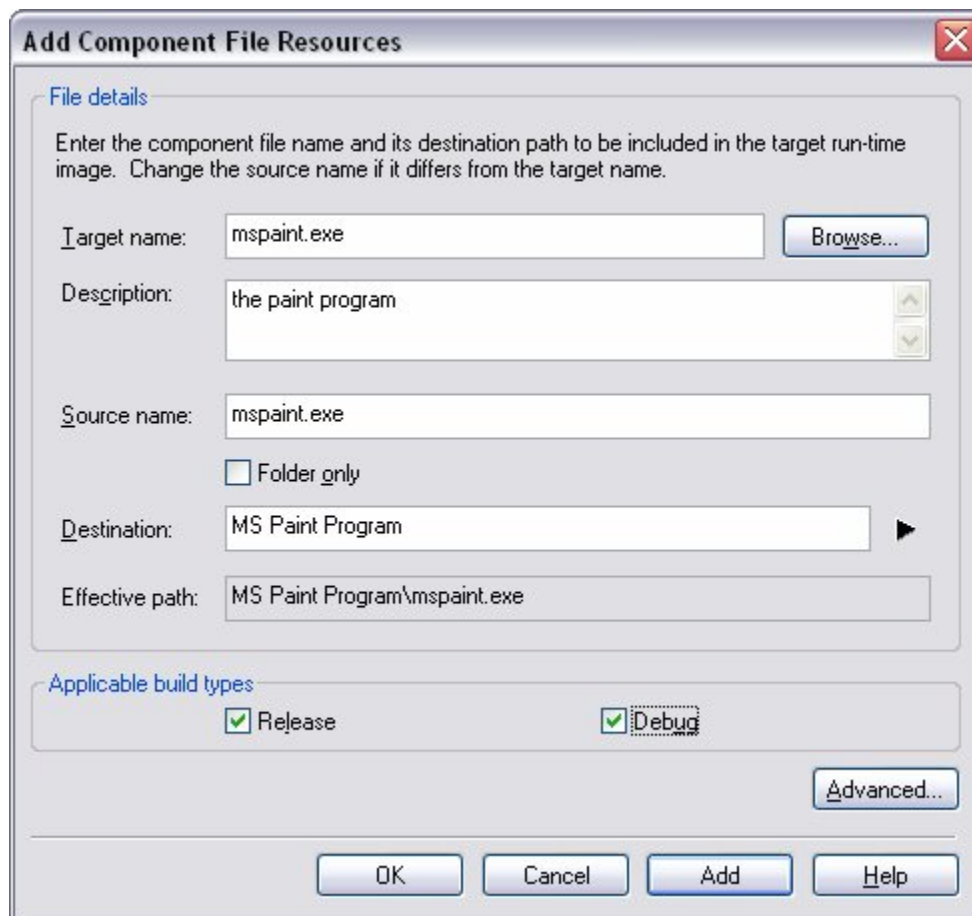 Add Component File Resources
File details
Enter the component file name and its destination path to be included in the target run-time
image. Change the source name if it differs from the target name.
Target name: mspaint.exe Browse...
Description: the paint program
Source name: mspaint.exe
Folder only
Destination: MS Paint Program
Effective path: MS Paint Program\mspaint.exe
Applicable build types
Release Debug
Advanced...
OK Cancel Add Help